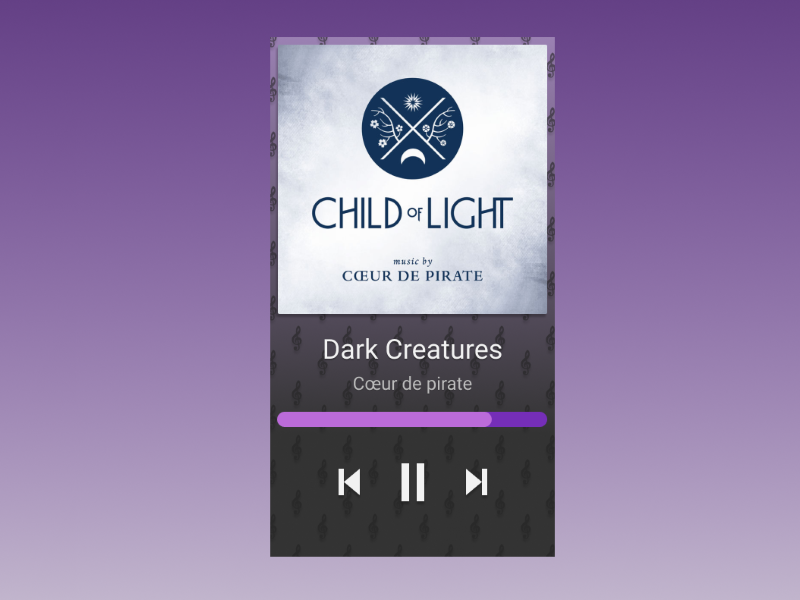 CHILD OF LIGHT
music by
CŒUR DE PIRATE
Dark Creatures
Cœur de pirate